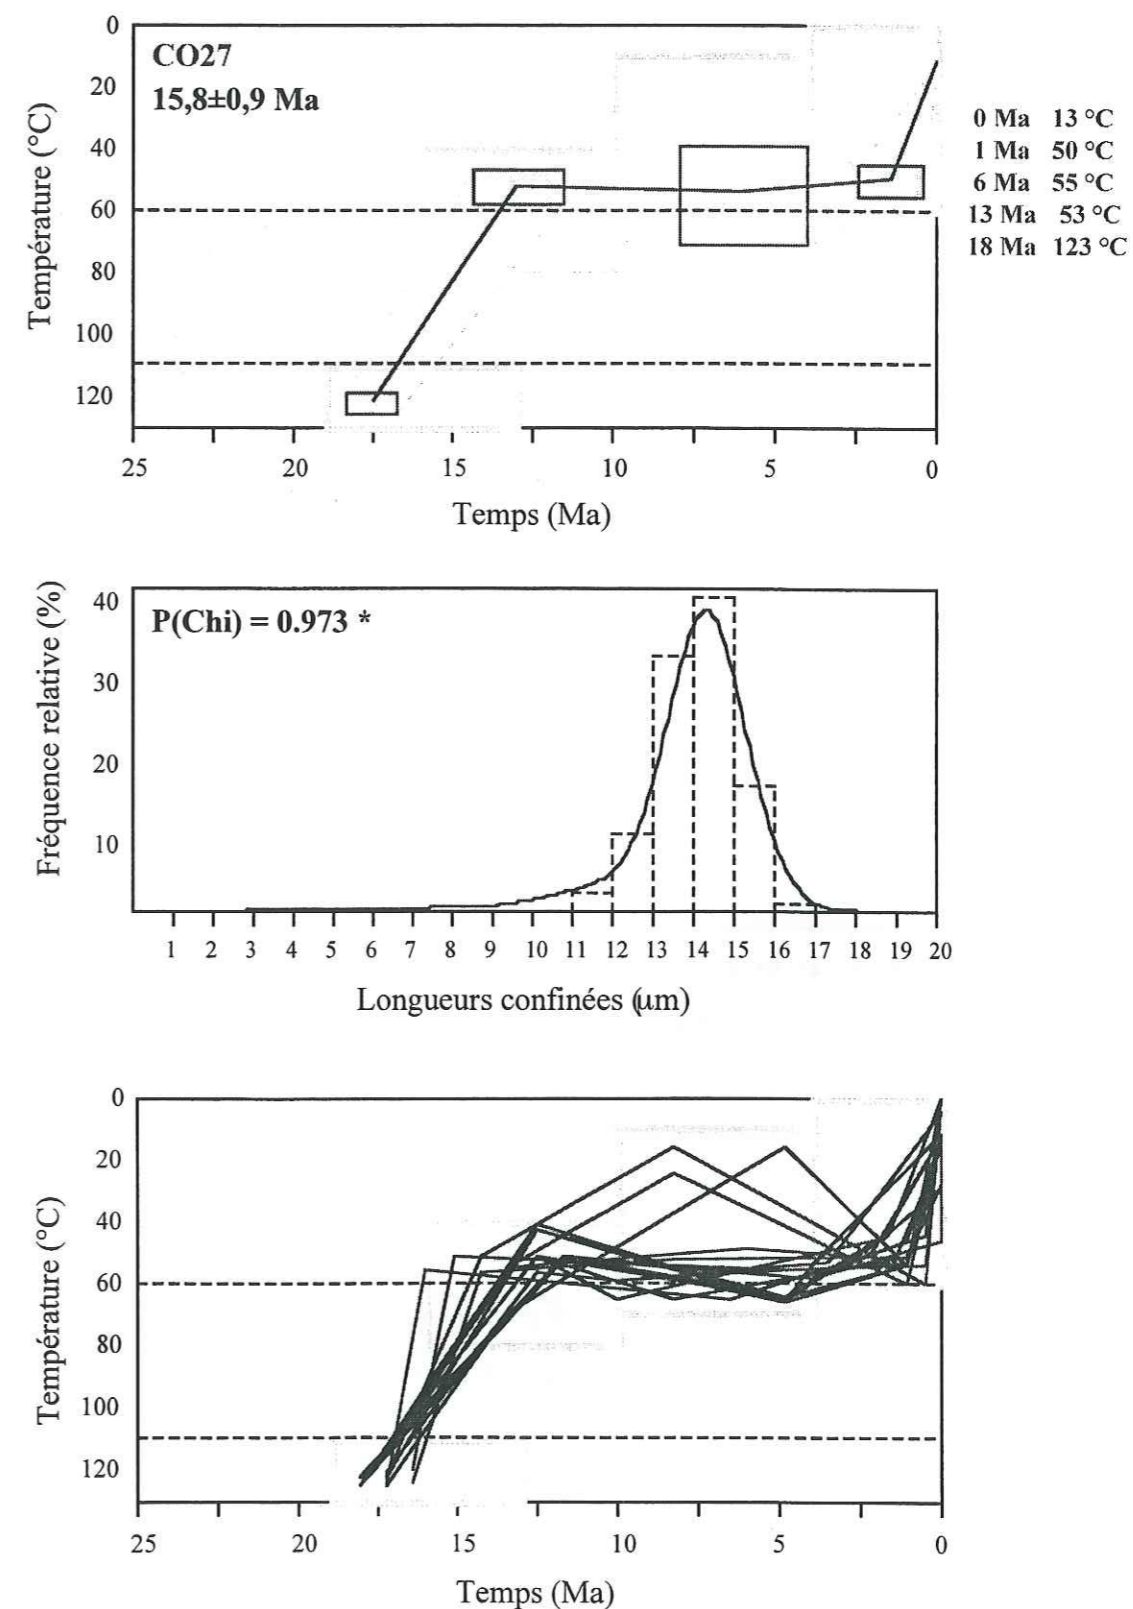 CO27
15,8±0,9 Ma
0
20
40
60
80
100
120
Température (°C)
25
20
15
10
5
0
Temps (Ma)
0 Ma 13 °C
1 Ma 50 °C
6 Ma 55 °C
13 Ma 53 °C
18 Ma 123 °C
P(Chi) = 0.973 *
40
30
20
10
Fréquence relative (%)
1 2 3 4 5 6 7 8 9 10 11 12 13 14 15 16 17 18 19 20
Longueurs confinées (μm)
0
20
40
60
80
100
120
Température (°C)
25
20
15
10
5
0
Temps (Ma)